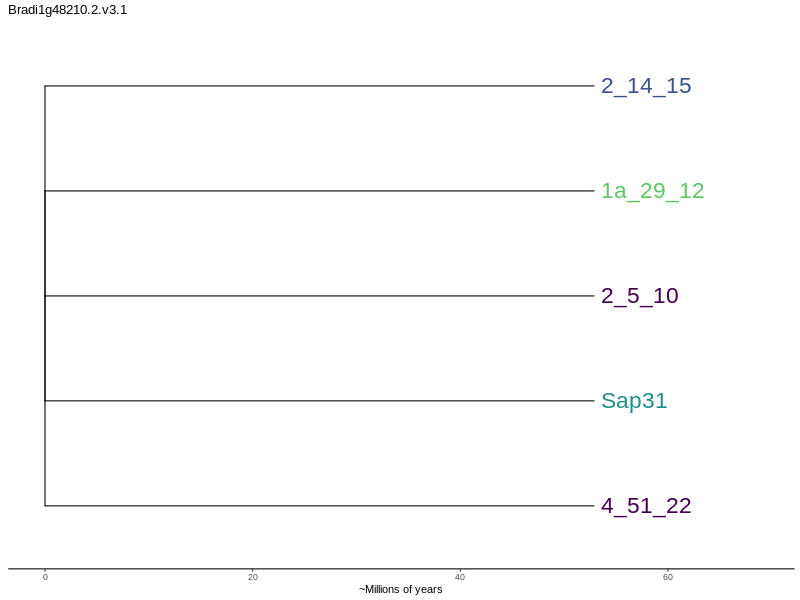 Bradi1g48210.2.v3.1
2_14_15
1a_29_12
2_5_10
Sap31
4_51_22
0 20 40 60
~Millions of years